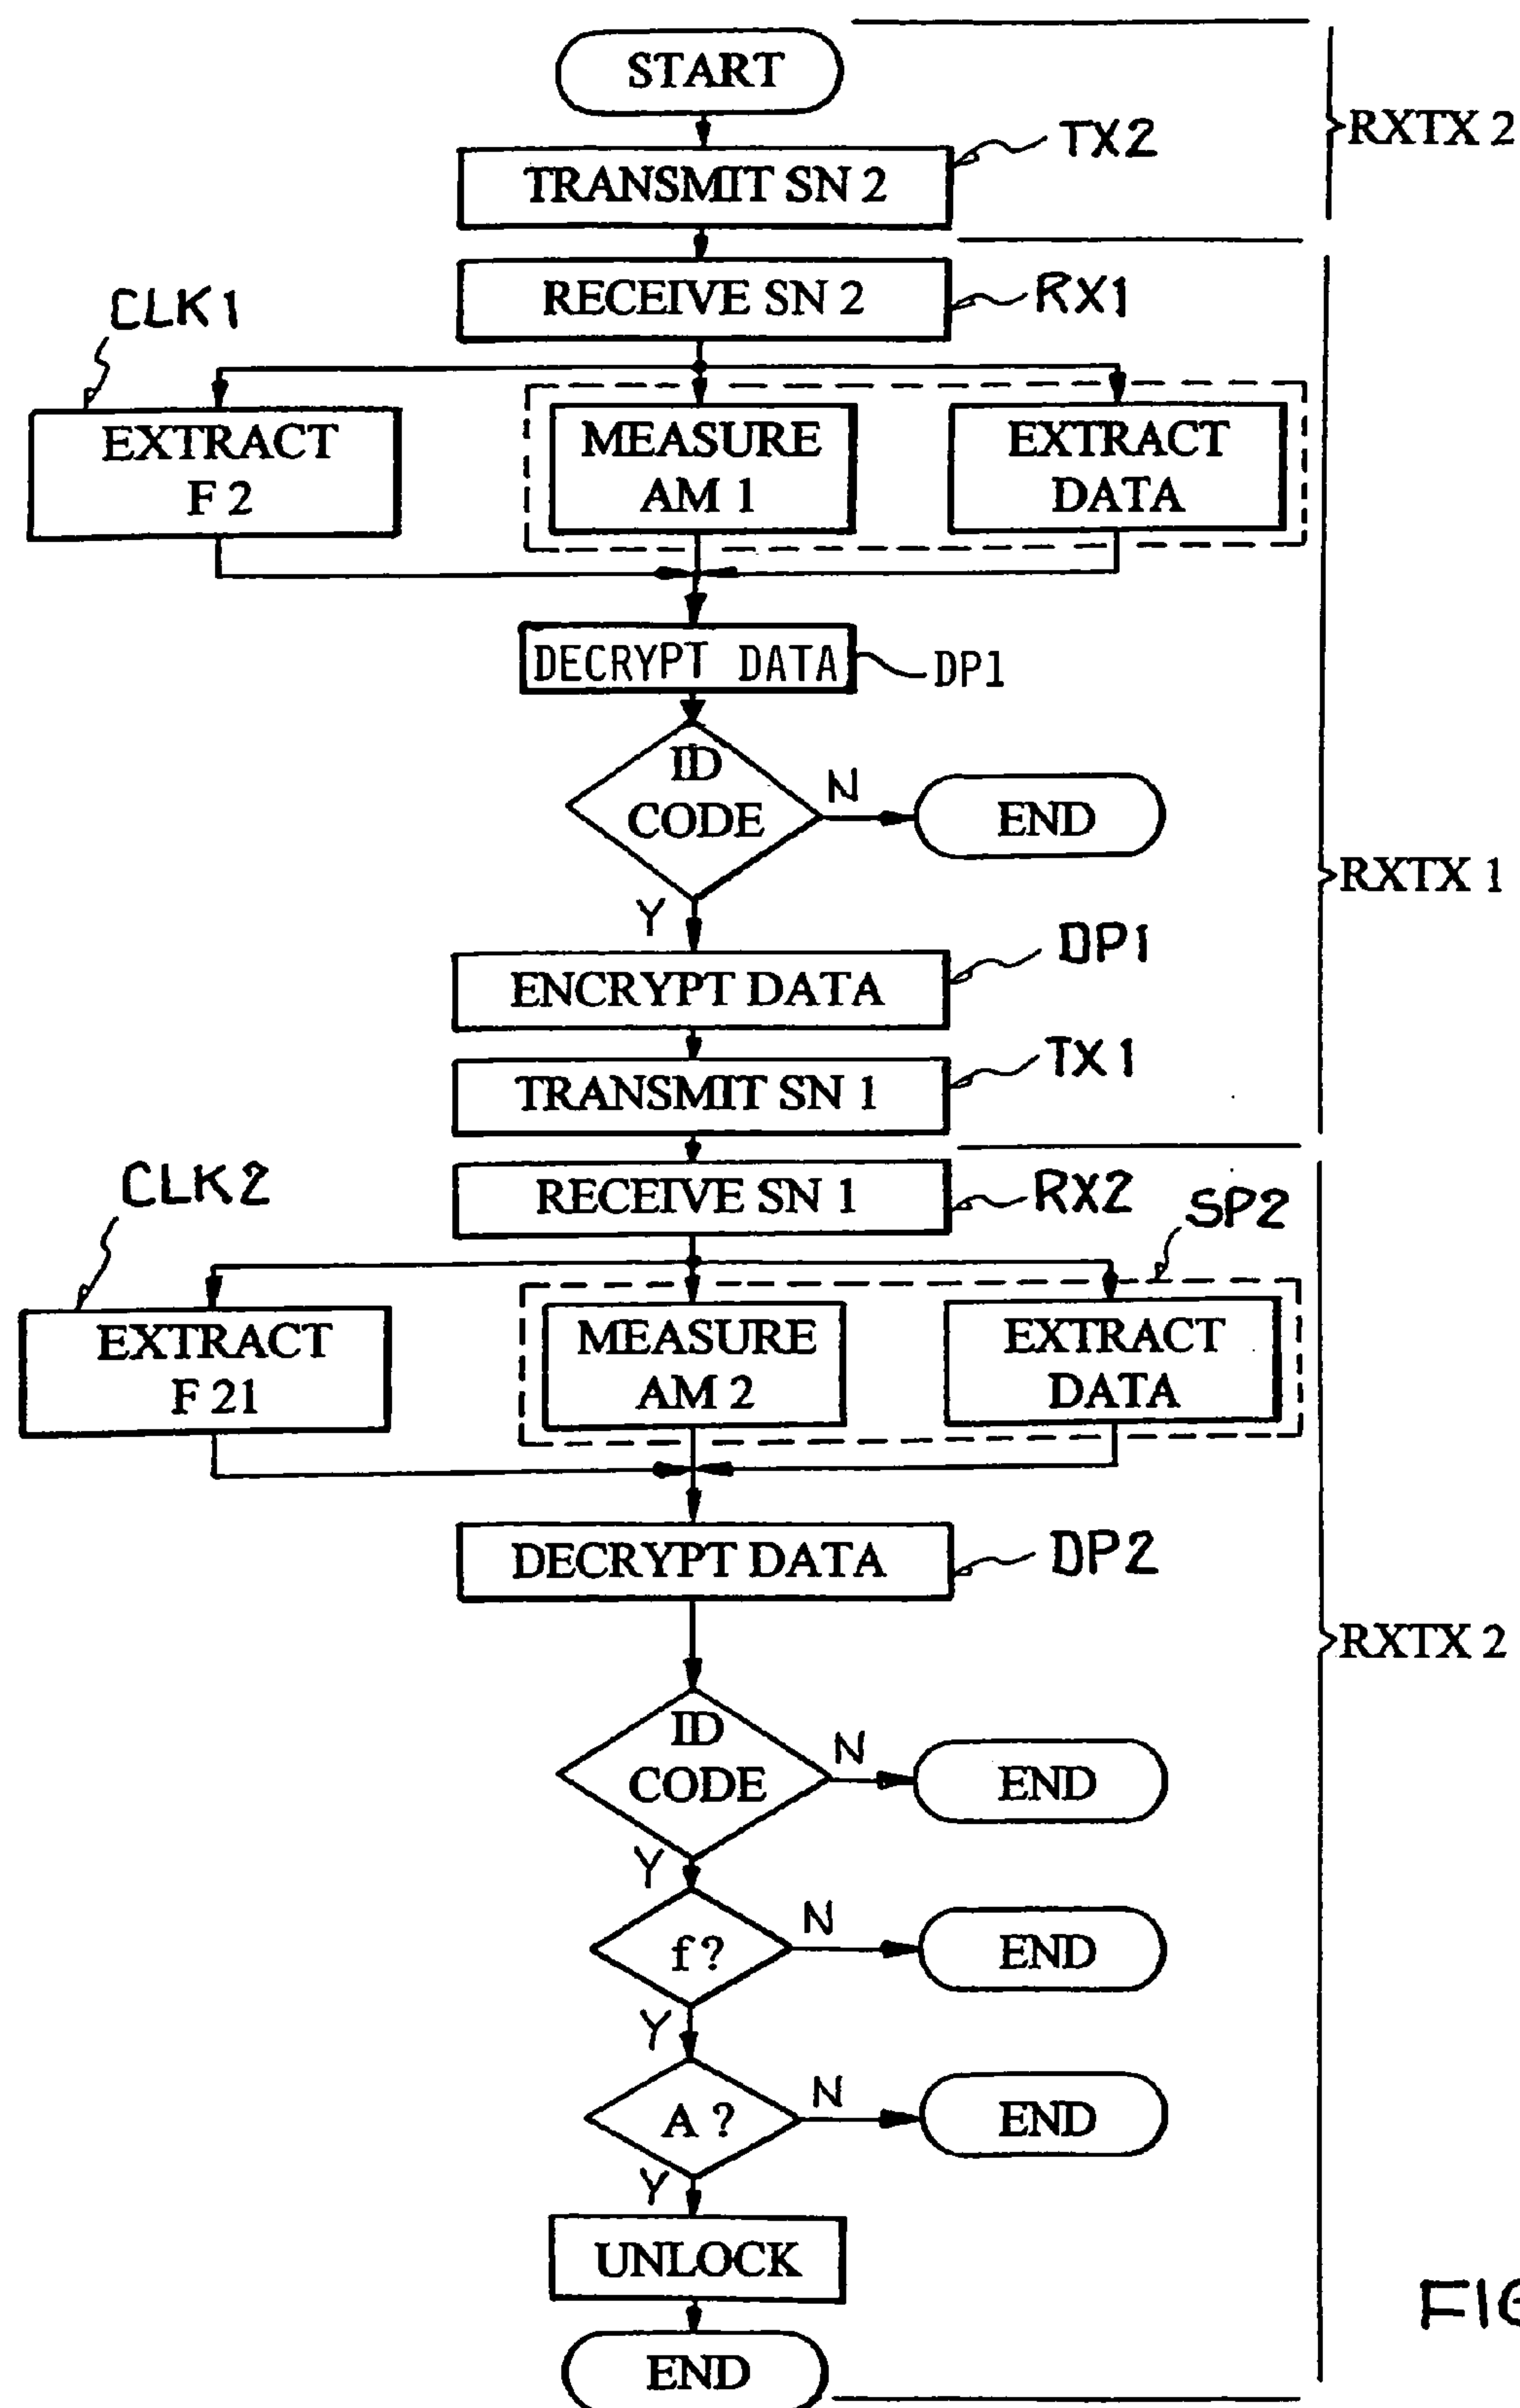 START
TX2
RXTX 2
TRANSMIT SN 2
RECEIVE SN 2
RX1
CLK1
EXTRACT
F 2
MEASURE
AM 1
EXTRACT
DATA
DECRYPT DATA
DP1
ID
CODE
N
END
RXTX 1
Y
ENCRYPT DATA
DP1
TRANSMIT SN 1
TX1
RECEIVE SN 1
RX2
CLK2
SP2
EXTRACT
F 21
MEASURE
AM 2
EXTRACT
DATA
DECRYPT DATA
DP2
RXTX 2
ID
CODE
N
END
Y
f ?
N
END
Y
A ?
N
END
Y
UNLOCK
END